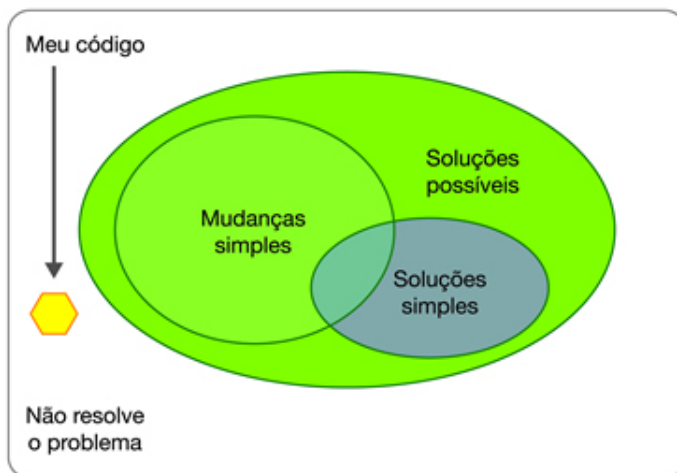 Meu código
Soluções
possíveis
Mudanças
simples
Soluções
simples
Não resolve
o problema